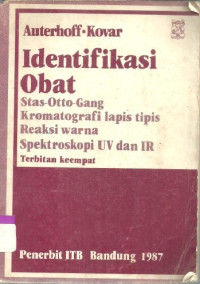 Auterhoff·Kovar
Identifikasi
Obat
Stas-Otto-Gang
Kromatografi lapis tipis
Reaksi warna
Spektroskopi UV dan IR
Terbitan keempat
Penerbit ITB Bandung 1987